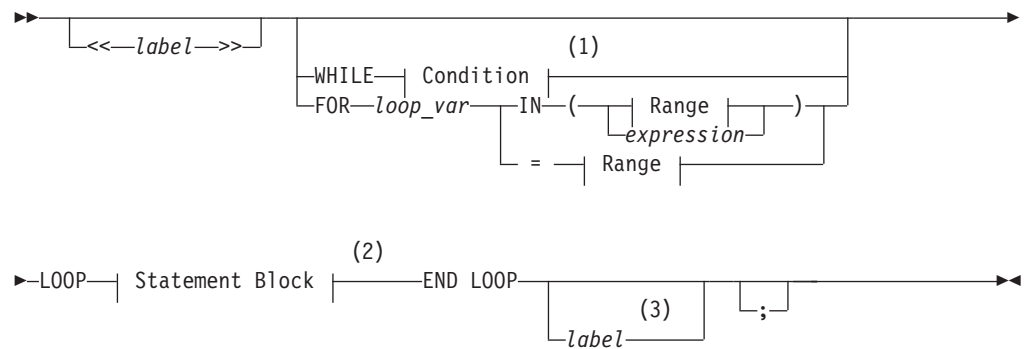 << label >>
(1)
WHILE Condition
FOR loop_var IN ( Range )
expression
= Range
(2)
LOOP Statement Block END LOOP
(3)
label ;